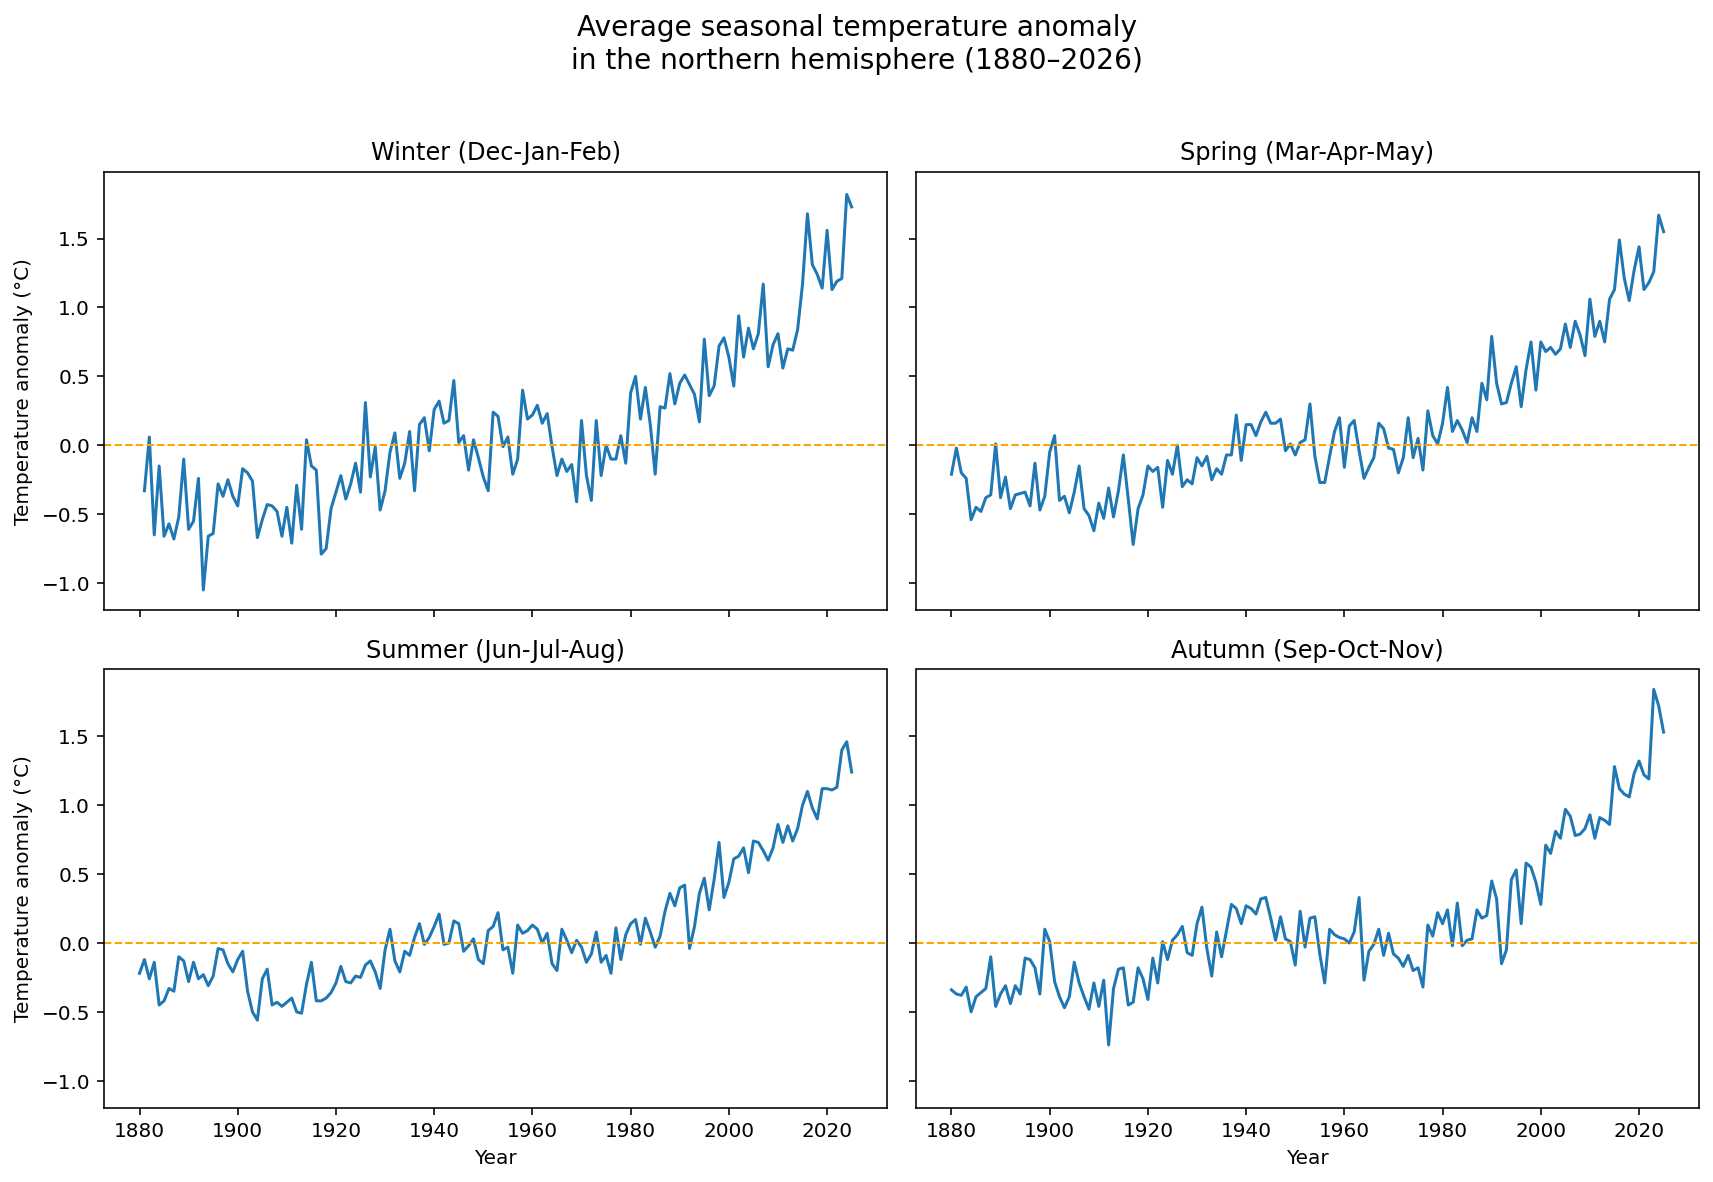 Average seasonal temperature anomaly
in the northern hemisphere (1880–2026)
Winter (Dec-Jan-Feb)
Temperature anomaly (°C)
1.5
1.0
0.5
0.0
−0.5
−1.0
Spring (Mar-Apr-May)
Summer (Jun-Jul-Aug)
Temperature anomaly (°C)
1.5
1.0
0.5
0.0
−0.5
−1.0
1880 1900 1920 1940 1960 1980 2000 2020
Year
Autumn (Sep-Oct-Nov)
1880 1900 1920 1940 1960 1980 2000 2020
Year